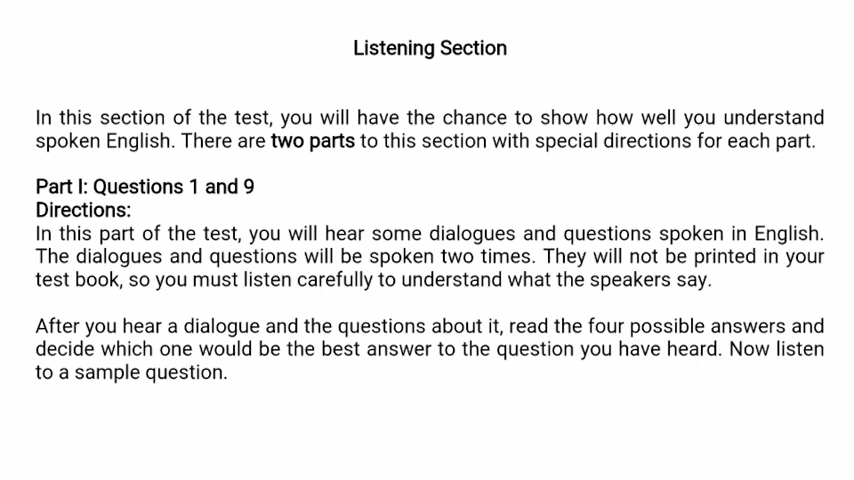 Listening Section
In this section of the test, you will have the chance to show how well you understand
spoken English. There are two parts to this section with special directions for each part.
Part I: Questions 1 and 9
Directions:
In this part of the test, you will hear some dialogues and questions spoken in English.
The dialogues and questions will be spoken two times. They will not be printed in your
test book, so you must listen carefully to understand what the speakers say.
After you hear a dialogue and the questions about it, read the four possible answers and
decide which one would be the best answer to the question you have heard. Now listen
to a sample question.